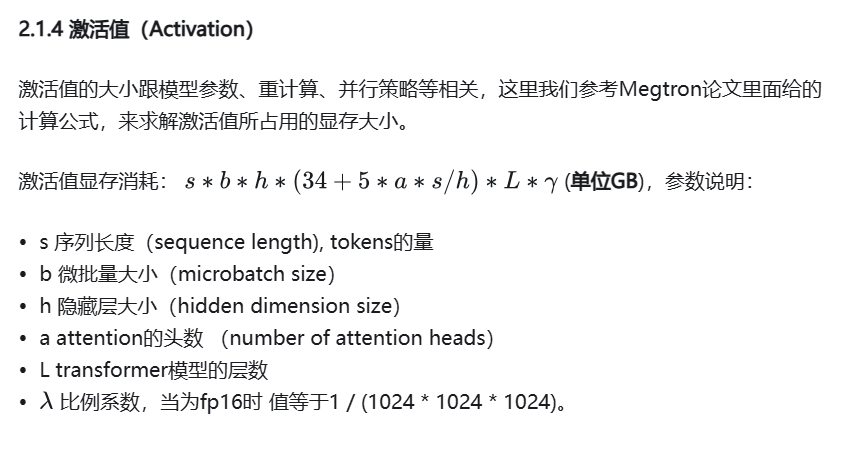 2.1.4 激活值（Activation）
激活值的大小跟模型参数、重计算、并行策略等相关，这里我们参考Megtron论文里面给的
计算公式，来求解激活值所占用的显存大小。
激活值显存消耗： s ∗ b ∗ h ∗ (34 + 5 ∗ a ∗ s/h) ∗ L ∗ γ (单位GB)，参数说明：
• s 序列长度（sequence length), tokens的量
• b 微批量大小（microbatch size）
• h 隐藏层大小（hidden dimension size）
• a attention的头数 （number of attention heads）
• L transformer模型的层数
• λ 比例系数，当为fp16时 值等于1 / (1024 * 1024 * 1024)。